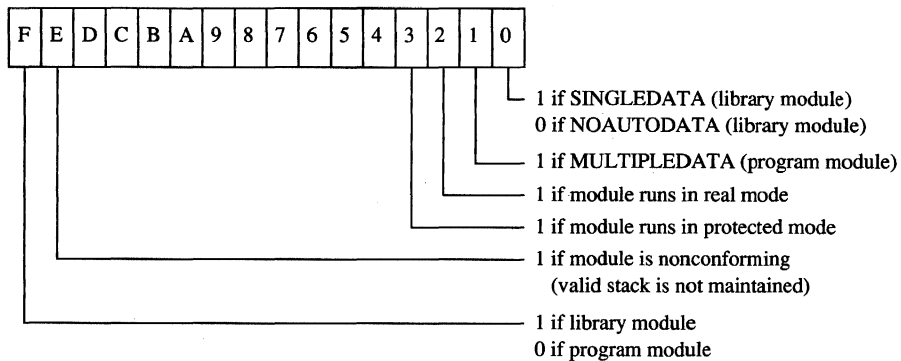 F E D C B A 9 8 7 6 5 4 3 2 1 0
1 if SINGLEDATA (library module)
0 if NOAUTODATA (library module)
1 if MULTIPLEDATA (program module)
1 if module runs in real mode
1 if module runs in protected mode
1 if module is nonconforming
(valid stack is not maintained)
1 if library module
0 if program module